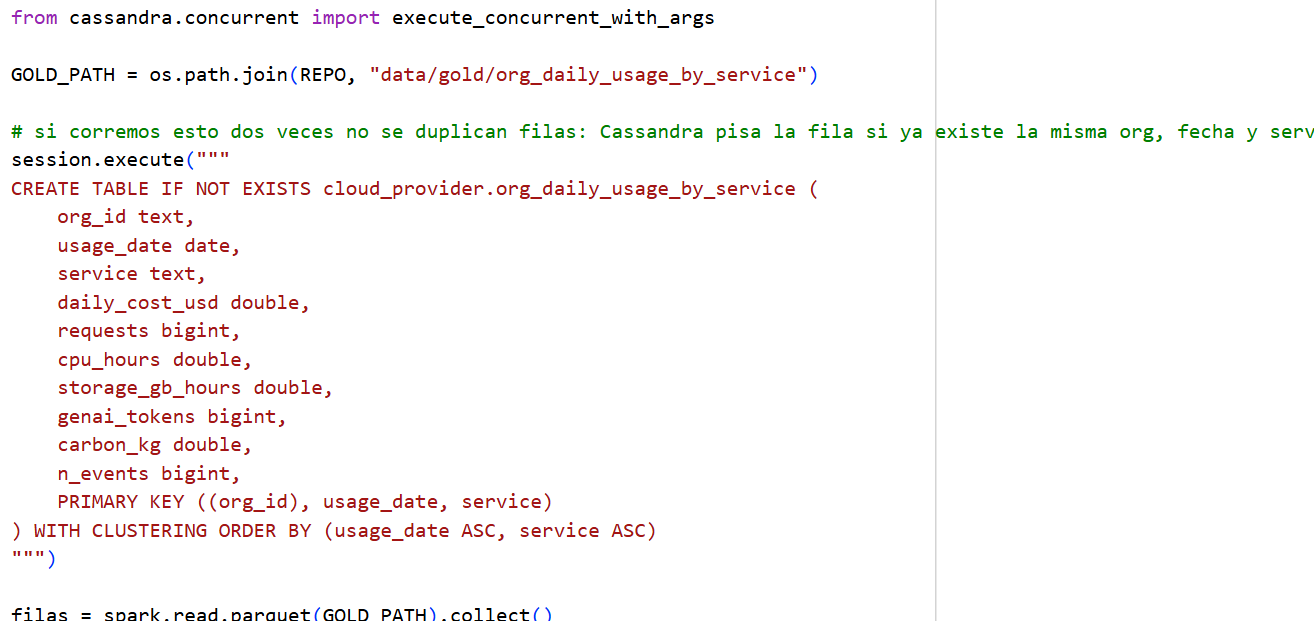 from cassandra.concurrent import execute_concurrent_with_args
GOLD_PATH = os.path.join(REPO, "data/gold/org_daily_usage_by_service")
# si corremos esto dos veces no se duplican filas: Cassandra pisa la fila si ya existe la misma org, fecha y serv
session.execute("""
CREATE TABLE IF NOT EXISTS cloud_provider.org_daily_usage_by_service (
    org_id text,
    usage_date date,
    service text,
    daily_cost_usd double,
    requests bigint,
    cpu_hours double,
    storage_gb_hours double,
    genai_tokens bigint,
    carbon_kg double,
    n_events bigint,
    PRIMARY KEY ((org_id), usage_date, service)
) WITH CLUSTERING ORDER BY (usage_date ASC, service ASC)
""")
filas = spark.read.parquet(GOLD_PATH).collect()